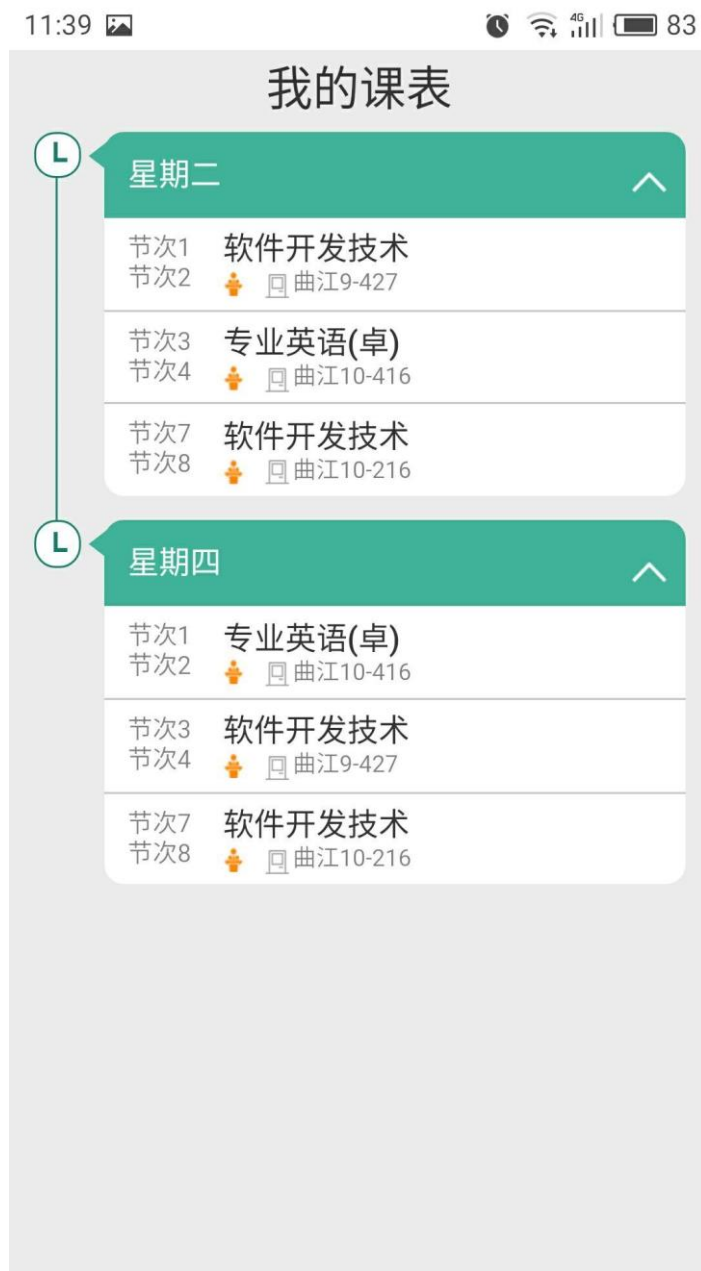 11:39 4G 83
我的课表
星期二
节次1 软件开发技术
节次2 曲江9-427
节次3 专业英语(卓)
节次4 曲江10-416
节次7 软件开发技术
节次8 曲江10-216
星期四
节次1 专业英语(卓)
节次2 曲江10-416
节次3 软件开发技术
节次4 曲江9-427
节次7 软件开发技术
节次8 曲江10-216